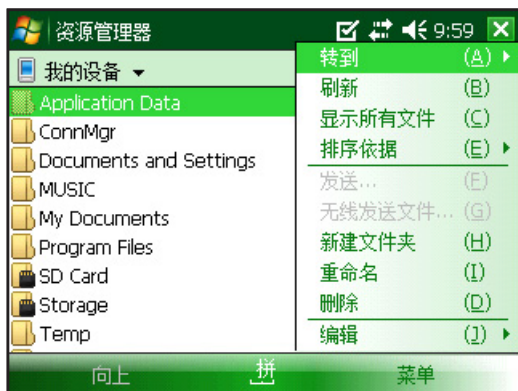 资源管理器 9:59
我的设备
Application Data
ConnMgr
Documents and Settings
MUSIC
My Documents
Program Files
SD Card
Storage
Temp
转到 (A)
刷新 (B)
显示所有文件 (C)
排序依据 (E)
发送... (F)
无线发送文件... (G)
新建文件夹 (H)
重命名 (I)
删除 (D)
编辑 (J)
向上 拼 菜单